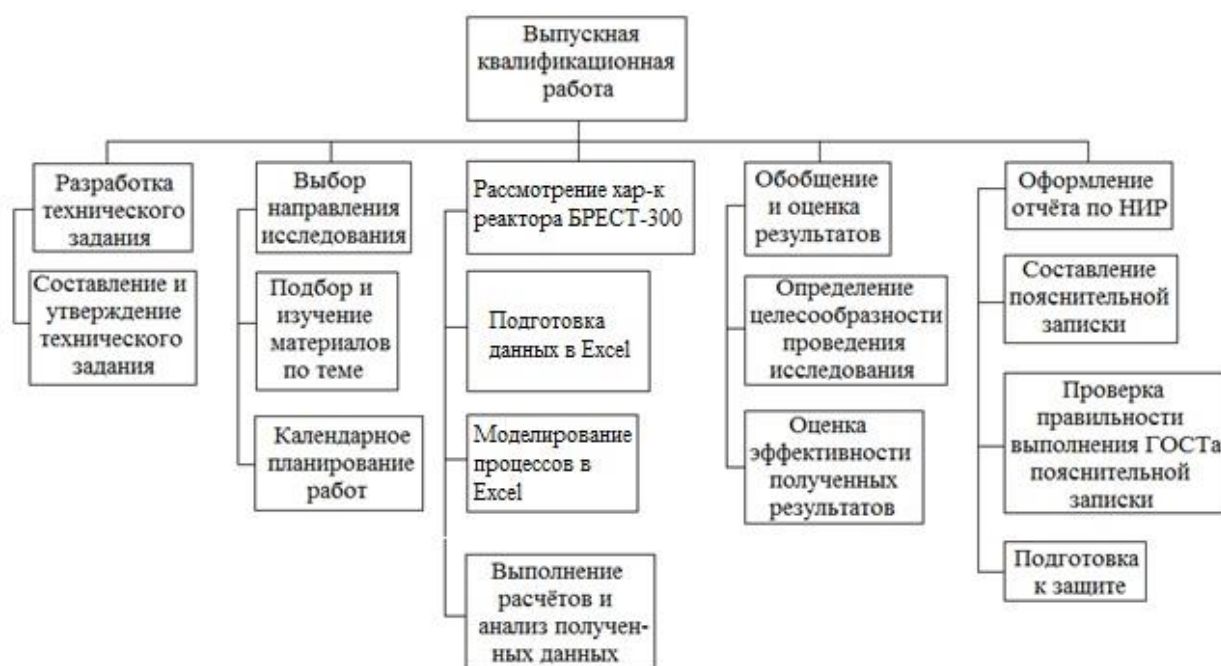 Выпускная
квалификационная
работа
Разработка
технического
задания
Составление и
утверждение
технического
задания
Выбор
направления
исследования
Подбор и
изучение
материалов
по теме
Календарное
планирование
работ
Рассмотрение хар-к
реактора БРЕСТ-300
Подготовка
данных в Excel
Моделирование
процессов в
Excel
Выполнение
расчётов и
анализ получен-
ных данных
Обобщение
и оценка
результатов
Определение
целесообразности
проведения
исследования
Оценка
эффективности
полученных
результатов
Оформление
отчёта по НИР
Составление
пояснительной
записки
Проверка
правильности
выполнения ГОСТа
пояснительной
записки
Подготовка
к защите